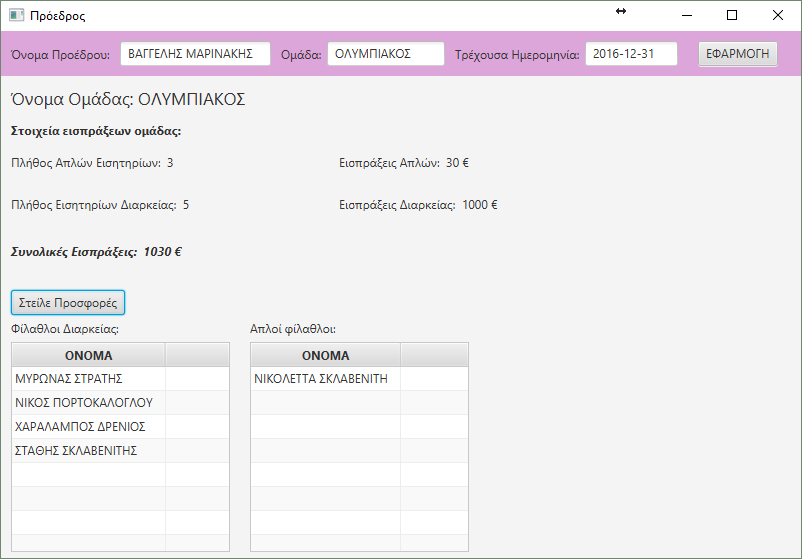 Πρόεδρος
Όνομα Προέδρου: ΒΑΓΓΕΛΗΣ ΜΑΡΙΝΑΚΗΣ Ομάδα: ΟΛΥΜΠΙΑΚΟΣ Τρέχουσα Ημερομηνία: 2016-12-31 ΕΦΑΡΜΟΓΗ
Όνομα Ομάδας: ΟΛΥΜΠΙΑΚΟΣ
Στοιχεία εισπράξεων ομάδας:
Πλήθος Απλών Εισητηρίων: 3 Εισπράξεις Απλών: 30 €
Πλήθος Εισητηρίων Διαρκείας: 5 Εισπράξεις Διαρκείας: 1000 €
Συνολικές Εισπράξεις: 1030 €
Στείλε Προσφορές
Φίλαθλοι Διαρκείας: Απλοί φίλαθλοι:
ΟΝΟΜΑ ΟΝΟΜΑ
ΜΥΡΩΝΑΣ ΣΤΡΑΤΗΣ ΝΙΚΟΛΕΤΤΑ ΣΚΛΑΒΕΝΙΤΗ
ΝΙΚΟΣ ΠΟΡΤΟΚΑΛΟΓΛΟΥ
ΧΑΡΑΛΑΜΠΟΣ ΔΡΕΝΙΟΣ
ΣΤΑΘΗΣ ΣΚΛΑΒΕΝΙΤΗΣ